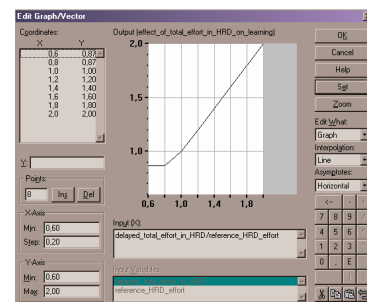 Edit Graph/Vector
Coordinates:
X Y
0,6 0,87
0,8 0,87
1,0 1,00
1,2 1,20
1,4 1,40
1,6 1,60
1,8 1,80
2,0 2,00
Y:
Points:
8 Ins Del
X-Axis
Min: 0,60
Step: 0,20
Y-Axis
Min: 0,60
Max: 2,00
Output (effect_of_total_effort_in_HRD_on_learning)
2,0
1,5
1,0
0,6 1,0 1,4 1,8
Input (X):
delayed_total_effort_in_HRD/reference_HRD_effort
Input Variables:
reference_HRD_effort
OK
Cancel
Help
Set
Zoom
Edit What:
Graph
Interpolation:
Line
Asymptotes:
Horizontal
7 8 9
4 5 6
1 2 3
0 , E